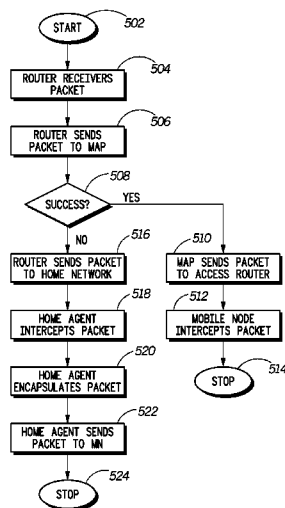 START
502
ROUTER RECEIVERS
PACKET
504
ROUTER SENDS
PACKET TO MAP
506
SUCCESS?
508
YES
NO
ROUTER SENDS PACKET
TO HOME NETWORK
516
HOME AGENT
INTERCEPTS PACKET
518
HOME AGENT
ENCAPSULATES PACKET
520
HOME AGENT SENDS
PACKET TO MN
522
STOP
524
MAP SENDS PACKET
TO ACCESS ROUTER
510
MOBILE NODE
INTERCEPTS PACKET
512
STOP
514